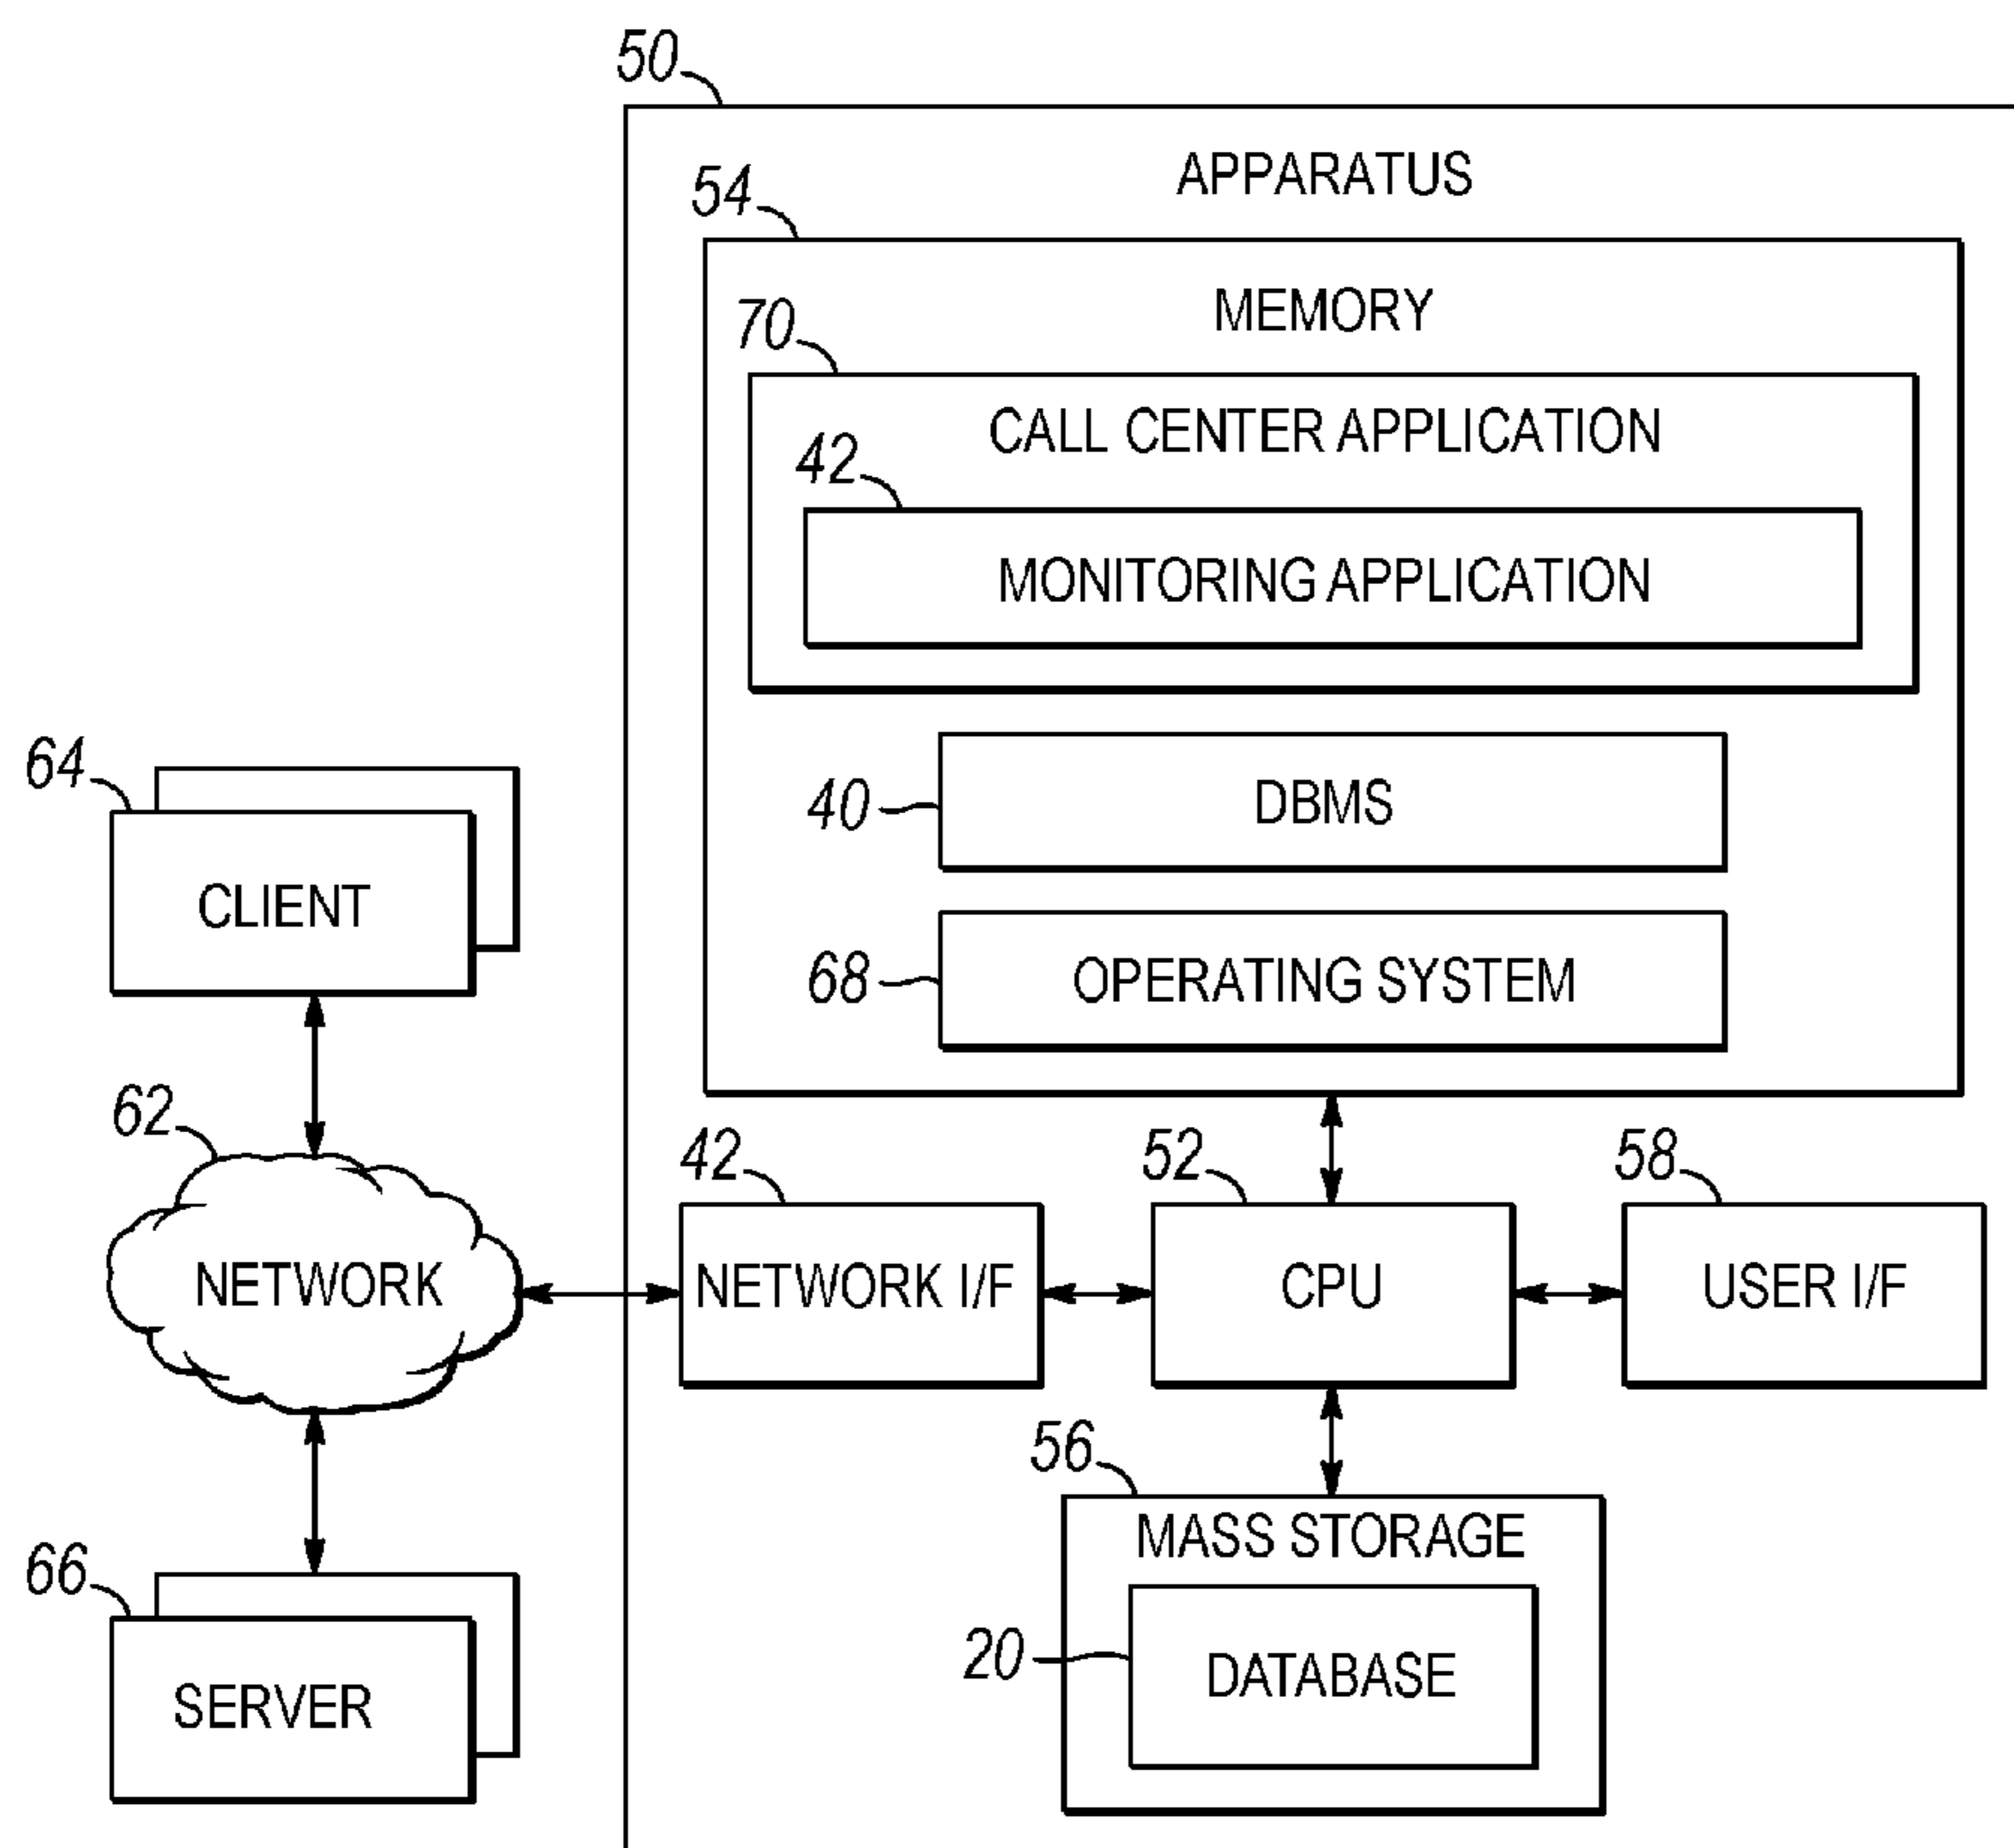 50
APPARATUS
54
MEMORY
70
CALL CENTER APPLICATION
42
MONITORING APPLICATION
64
CLIENT
40
DBMS
68
OPERATING SYSTEM
62
NETWORK
42
NETWORK I/F
52
CPU
58
USER I/F
56
MASS STORAGE
66
SERVER
20
DATABASE